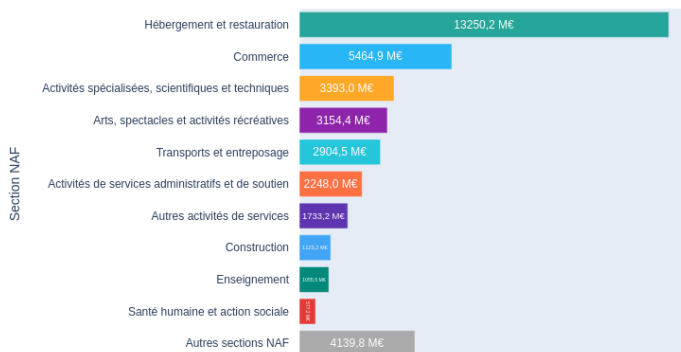 Section NAF
Hébergement et restauration 13250,2 M€
Commerce 5464,9 M€
Activités spécialisées, scientifiques et techniques 3393,0 M€
Arts, spectacles et activités récréatives 3154,4 M€
Transports et entreposage 2904,5 M€
Activités de services administratifs et de soutien 2248,0 M€
Autres activités de services 1733,2 M€
Construction M€
Enseignement M€
Santé humaine et action sociale M€
Autres sections NAF 4139,8 M€